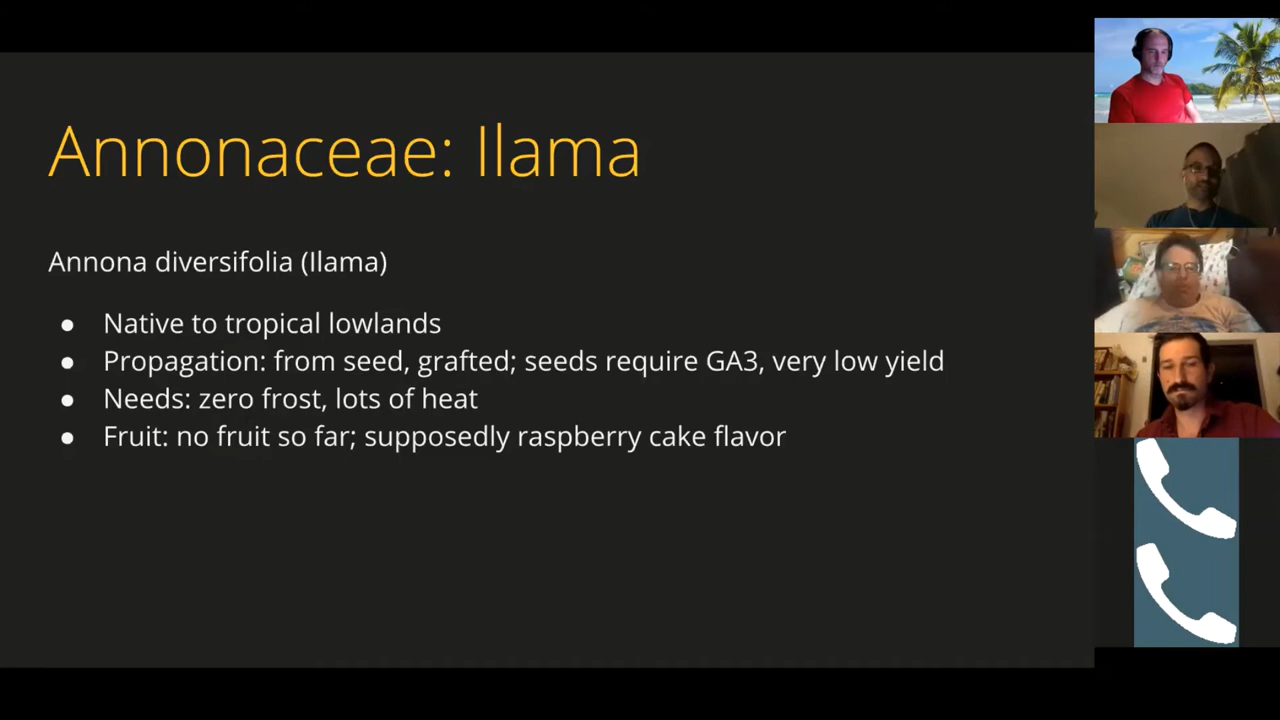 Annonaceae: Ilama
Annona diversifolia (Ilama)
● Native to tropical lowlands
● Propagation: from seed, grafted; seeds require GA3, very low yield
● Needs: zero frost, lots of heat
● Fruit: no fruit so far; supposedly raspberry cake flavor